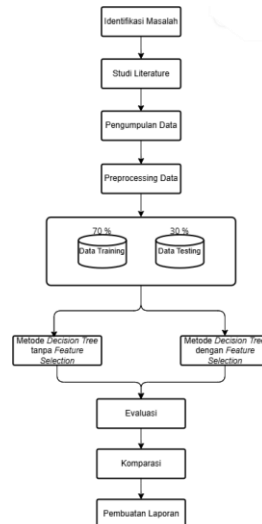 Identifikasi Masalah
Studi Literature
Pengumpulan Data
Preprocessing Data
70 %
30 %
Data Training
Data Testing
Metode Decision Tree
tanpa Feature
Selection
Metode Decision Tree
dengan Feature
Selection
Evaluasi
Komparasi
Pembuatan Laporan